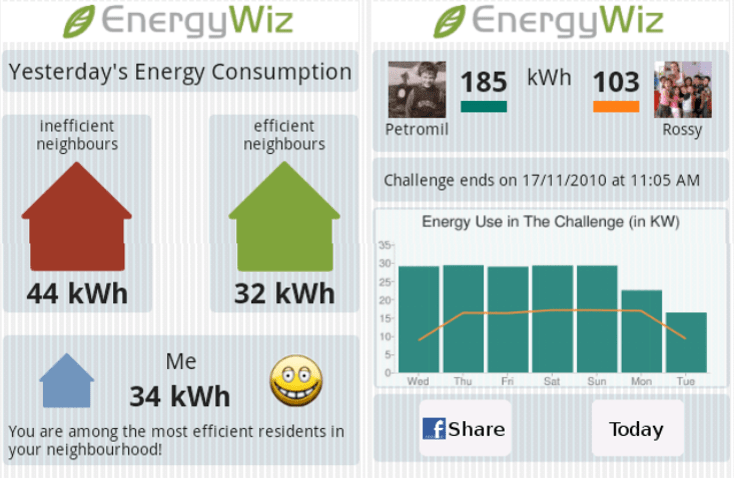 EnergyWiz
Yesterday's Energy Consumption
inefficient
neighbours
44 kWh
efficient
neighbours
32 kWh
Me
34 kWh
You are among the most efficient residents in
your neighbourhood!
EnergyWiz
185 kWh 103
Petromil
Rossy
Challenge ends on 17/11/2010 at 11:05 AM
Energy Use in The Challenge (in KW)
35
30
25
20
15
10
5
0
Wed Thu Fri Sat Sun Mon Tue
f Share
Today